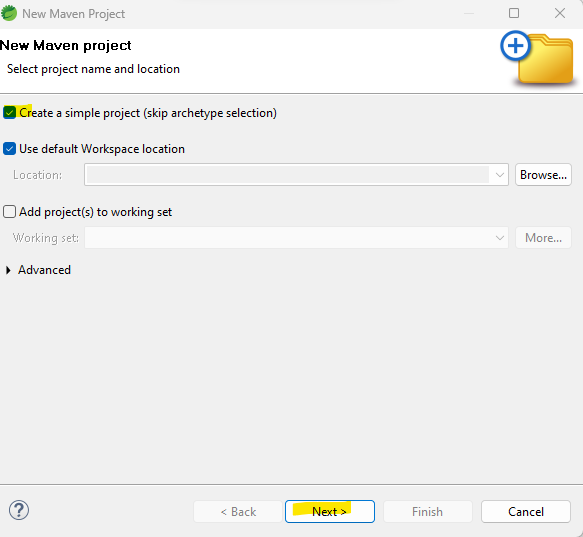 New Maven Project
New Maven project
Select project name and location
Create a simple project (skip archetype selection)
Use default Workspace location
Location:
Browse...
Add project(s) to working set
Working set:
More...
Advanced
?
< Back
Next >
Finish
Cancel